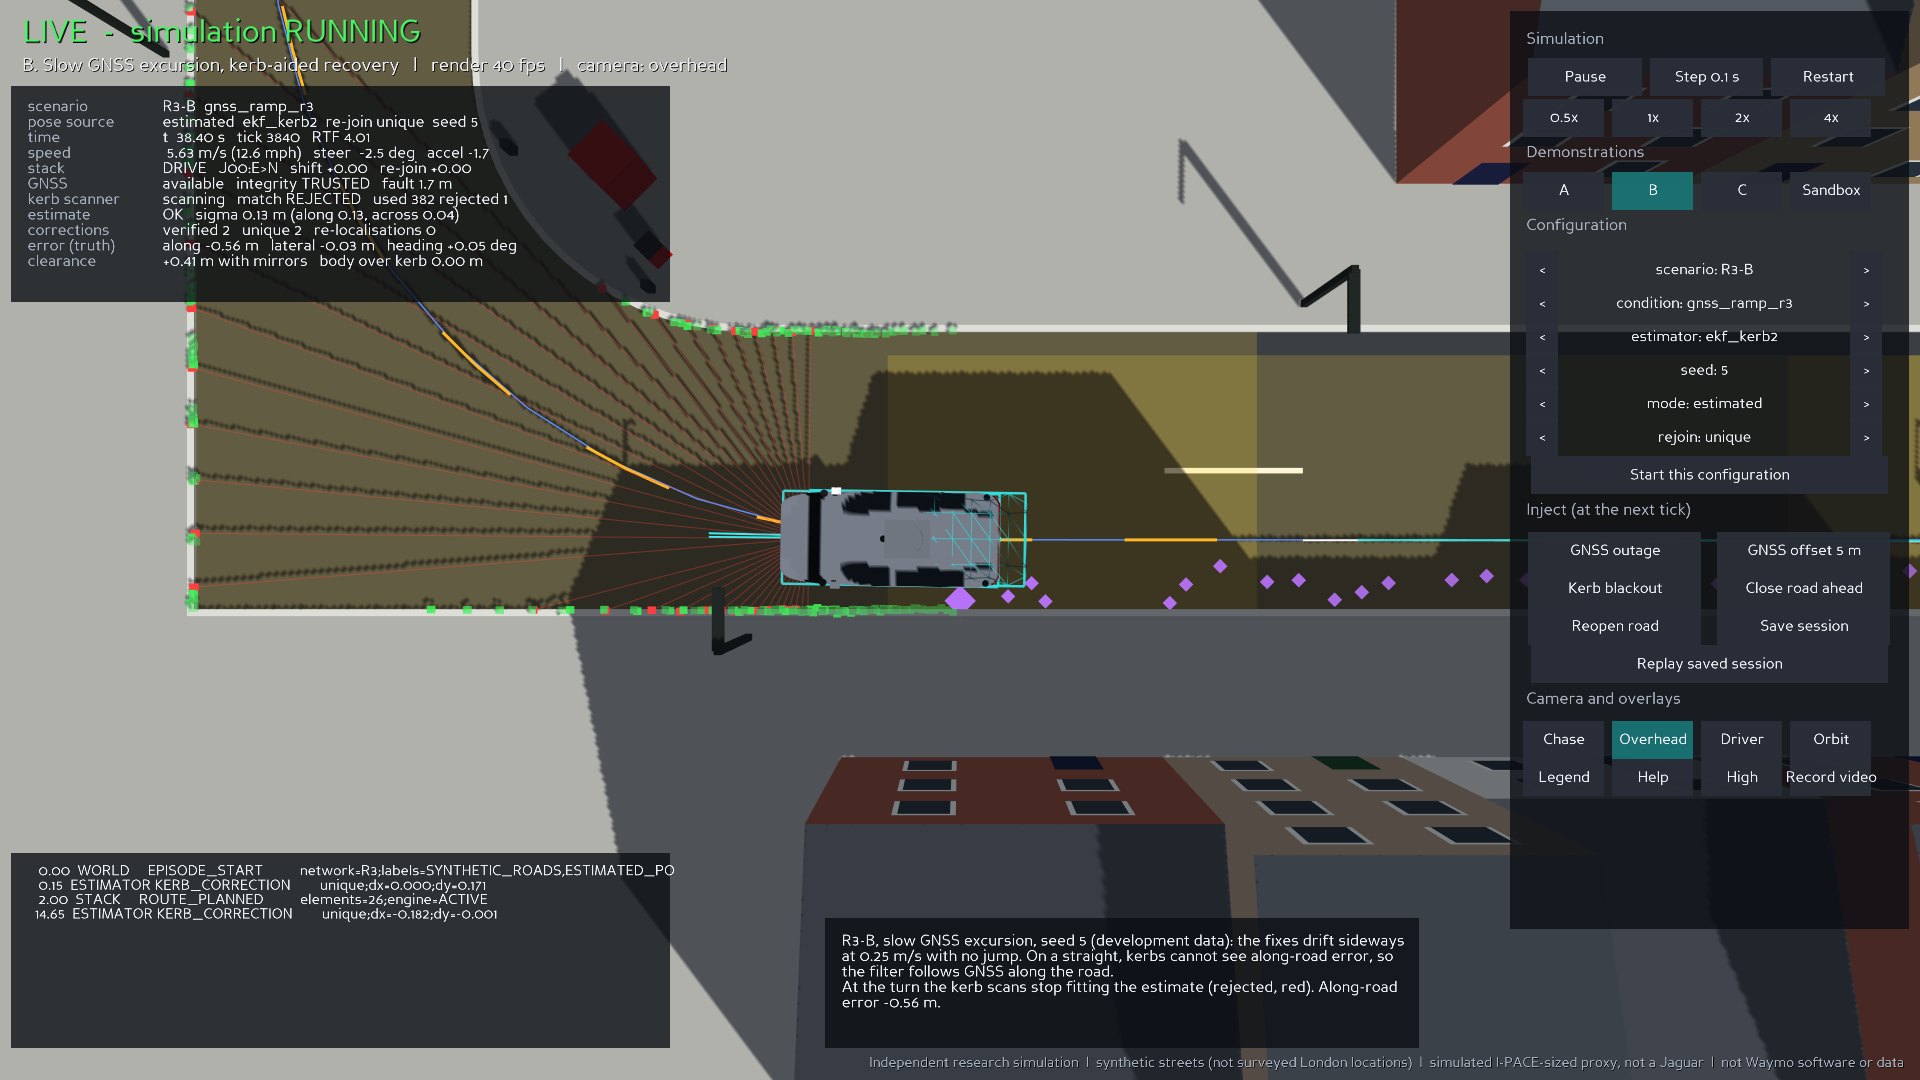 LIVE - simulation RUNNING
B. Slow GNSS excursion, kerb-aided recovery | render 40 fps | camera: overhead
scenario R3-B gnss_ramp_r3
pose source estimated ekf_kerb2 re-join unique seed 5
time t 38.40 s tick 3840 RTF 4.01
speed 5.63 m/s (12.6 mph) steer -2.5 deg accel -1.7
stack DRIVE J00:E>N shift +0.00 re-join +0.00
GNSS available integrity TRUSTED fault 1.7 m
kerb scanner scanning match REJECTED used 382 rejected 1
estimate OK sigma 0.13 m (along 0.13, across 0.04)
corrections verified 2 unique 2 re-localisations 0
error (truth) along -0.56 m lateral -0.03 m heading +0.05 deg
clearance +0.41 m with mirrors body over kerb 0.00 m
0.00 WORLD EPISODE_START network=R3;labels=SYNTHETIC_ROADS,ESTIMATED_PO
0.15 ESTIMATOR KERB_CORRECTION unique;dx=0.000;dy=0.171
2.00 STACK ROUTE_PLANNED elements=26;engine=ACTIVE
14.65 ESTIMATOR KERB_CORRECTION unique;dx=-0.182;dy=-0.001
R3-B, slow GNSS excursion, seed 5 (development data): the fixes drift sideways
at 0.25 m/s with no jump. On a straight, kerbs cannot see along-road error, so
the filter follows GNSS along the road.
At the turn the kerb scans stop fitting the estimate (rejected, red). Along-road
error -0.56 m.
Simulation
Pause Step 0.1 s Restart
0.5x 1x 2x 4x
Demonstrations
A B C Sandbox
Configuration
< scenario: R3-B >
< condition: gnss_ramp_r3 >
< estimator: ekf_kerb2 >
< seed: 5 >
< mode: estimated >
< rejoin: unique >
Start this configuration
Inject (at the next tick)
GNSS outage GNSS offset 5 m
Kerb blackout Close road ahead
Reopen road Save session
Replay saved session
Camera and overlays
Chase Overhead Driver Orbit
Legend Help High Record video
Independent research simulation | synthetic streets (not surveyed London locations) | simulated I-PACE-sized proxy, not a Jaguar | not Waymo software or data